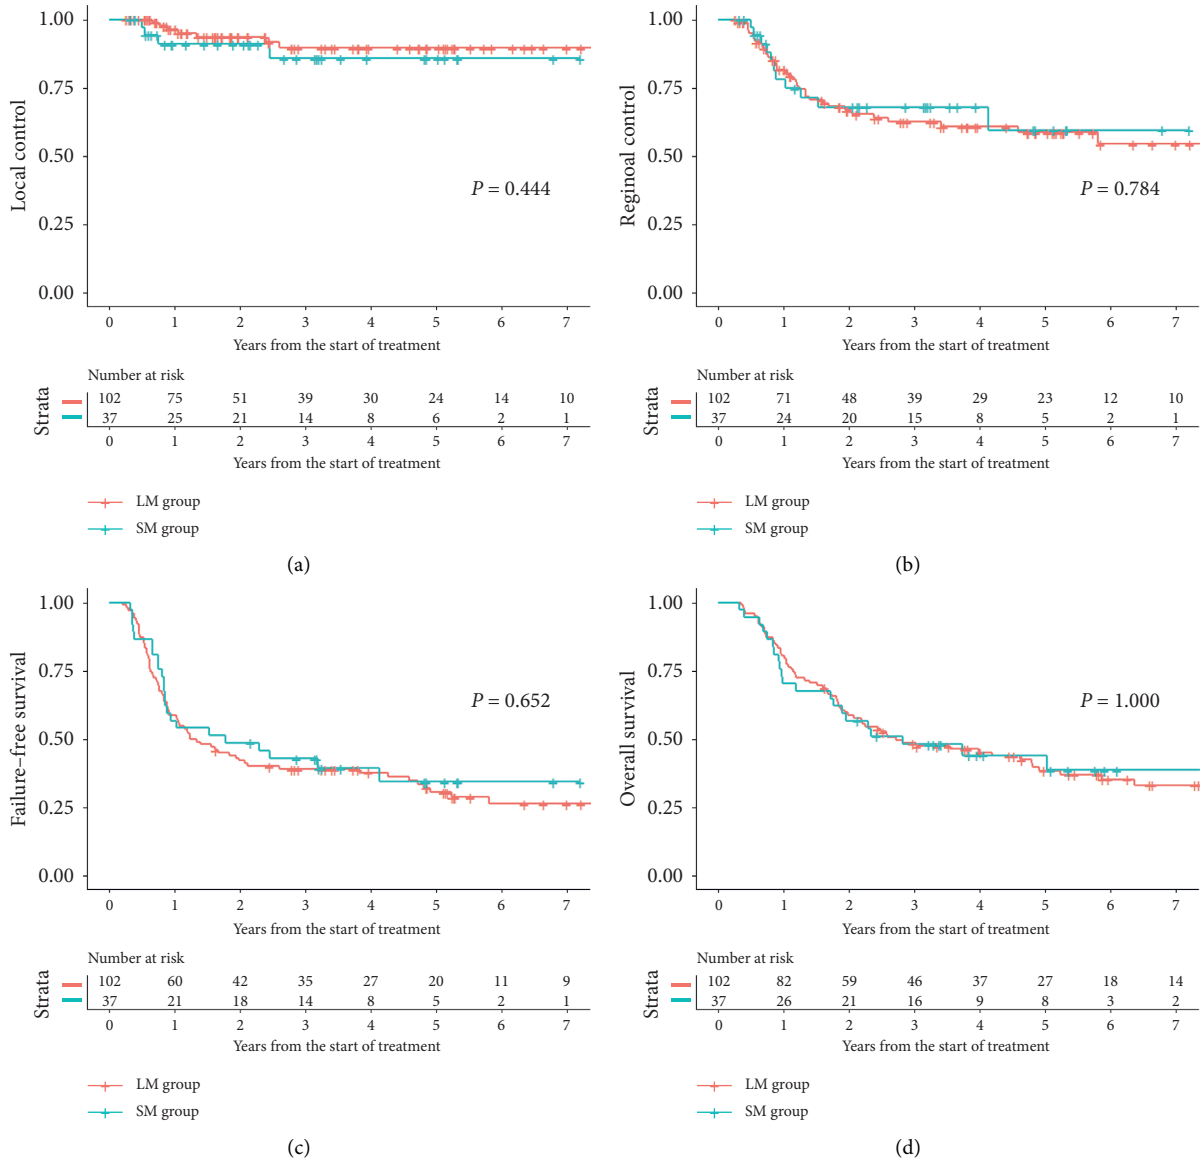 1.00
0.75
0.50
0.25
0.00
Local control
P = 0.444
0 1 2 3 4 5 6 7
Years from the start of treatment
Number at risk
Strata
102 75 51 39 30 24 14 10
37 25 21 14 8 6 2 1
0 1 2 3 4 5 6 7
Years from the start of treatment
LM group
SM group
(a)
1.00
0.75
0.50
0.25
0.00
Reginoal control
P = 0.784
0 1 2 3 4 5 6 7
Years from the start of treatment
Number at risk
Strata
102 71 48 39 29 23 12 10
37 24 20 15 8 5 2 1
0 1 2 3 4 5 6 7
Years from the start of treatment
LM group
SM group
(b)
1.00
0.75
0.50
0.25
0.00
Failure–free survival
P = 0.652
0 1 2 3 4 5 6 7
Years from the start of treatment
Number at risk
Strata
102 60 42 35 27 20 11 9
37 21 18 14 8 5 2 1
0 1 2 3 4 5 6 7
Years from the start of treatment
LM group
SM group
(c)
1.00
0.75
0.50
0.25
0.00
Overall survival
P = 1.000
0 1 2 3 4 5 6 7
Years from the start of treatment
Number at risk
Strata
102 82 59 46 37 27 18 14
37 26 21 16 9 8 3 2
0 1 2 3 4 5 6 7
Years from the start of treatment
LM group
SM group
(d)